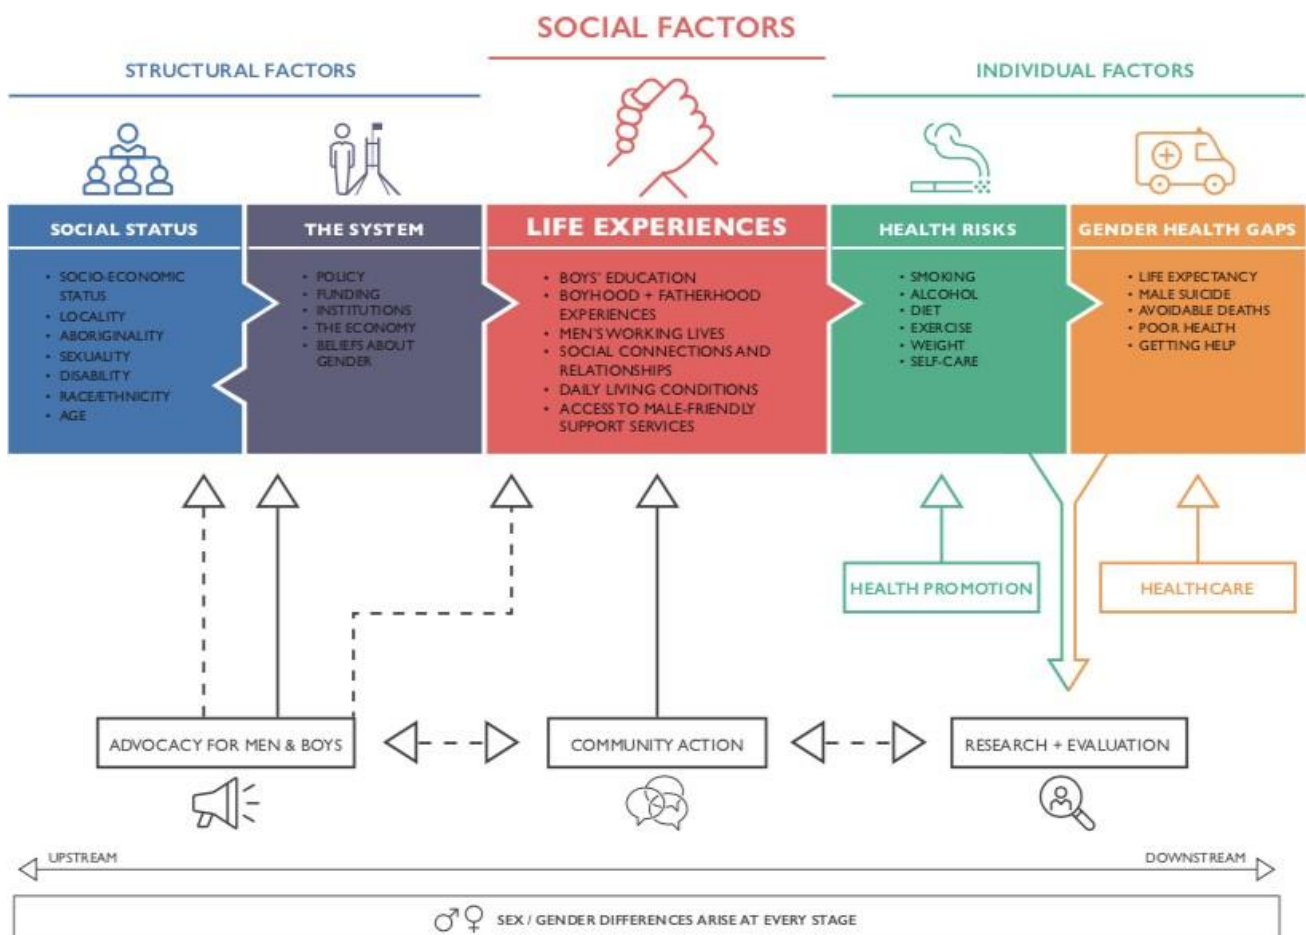 SOCIAL FACTORS
STRUCTURAL FACTORS
INDIVIDUAL FACTORS
SOCIAL STATUS
• SOCIO-ECONOMIC
STATUS
• LOCALITY
• ABORIGINALITY
• SEXUALITY
• DISABILITY
• RACE/ETHNICITY
• AGE
THE SYSTEM
• POLICY
• FUNDING
• INSTITUTIONS
• THE ECONOMY
• BELIEFS ABOUT
GENDER
LIFE EXPERIENCES
• BOYS' EDUCATION
• BOYHOOD + FATHERHOOD
EXPERIENCES
• MEN'S WORKING LIVES
• SOCIAL CONNECTIONS AND
RELATIONSHIPS
• DAILY LIVING CONDITIONS
• ACCESS TO MALE-FRIENDLY
SUPPORT SERVICES
HEALTH RISKS
• SMOKING
• ALCOHOL
• DIET
• EXERCISE
• WEIGHT
• SELF-CARE
GENDER HEALTH GAPS
• LIFE EXPECTANCY
• MALE SUICIDE
• AVOIDABLE DEATHS
• POOR HEALTH
• GETTING HELP
HEALTH PROMOTION
HEALTHCARE
ADVOCACY FOR MEN & BOYS
COMMUNITY ACTION
RESEARCH + EVALUATION
UPSTREAM
DOWNSTREAM
SEX / GENDER DIFFERENCES ARISE AT EVERY STAGE